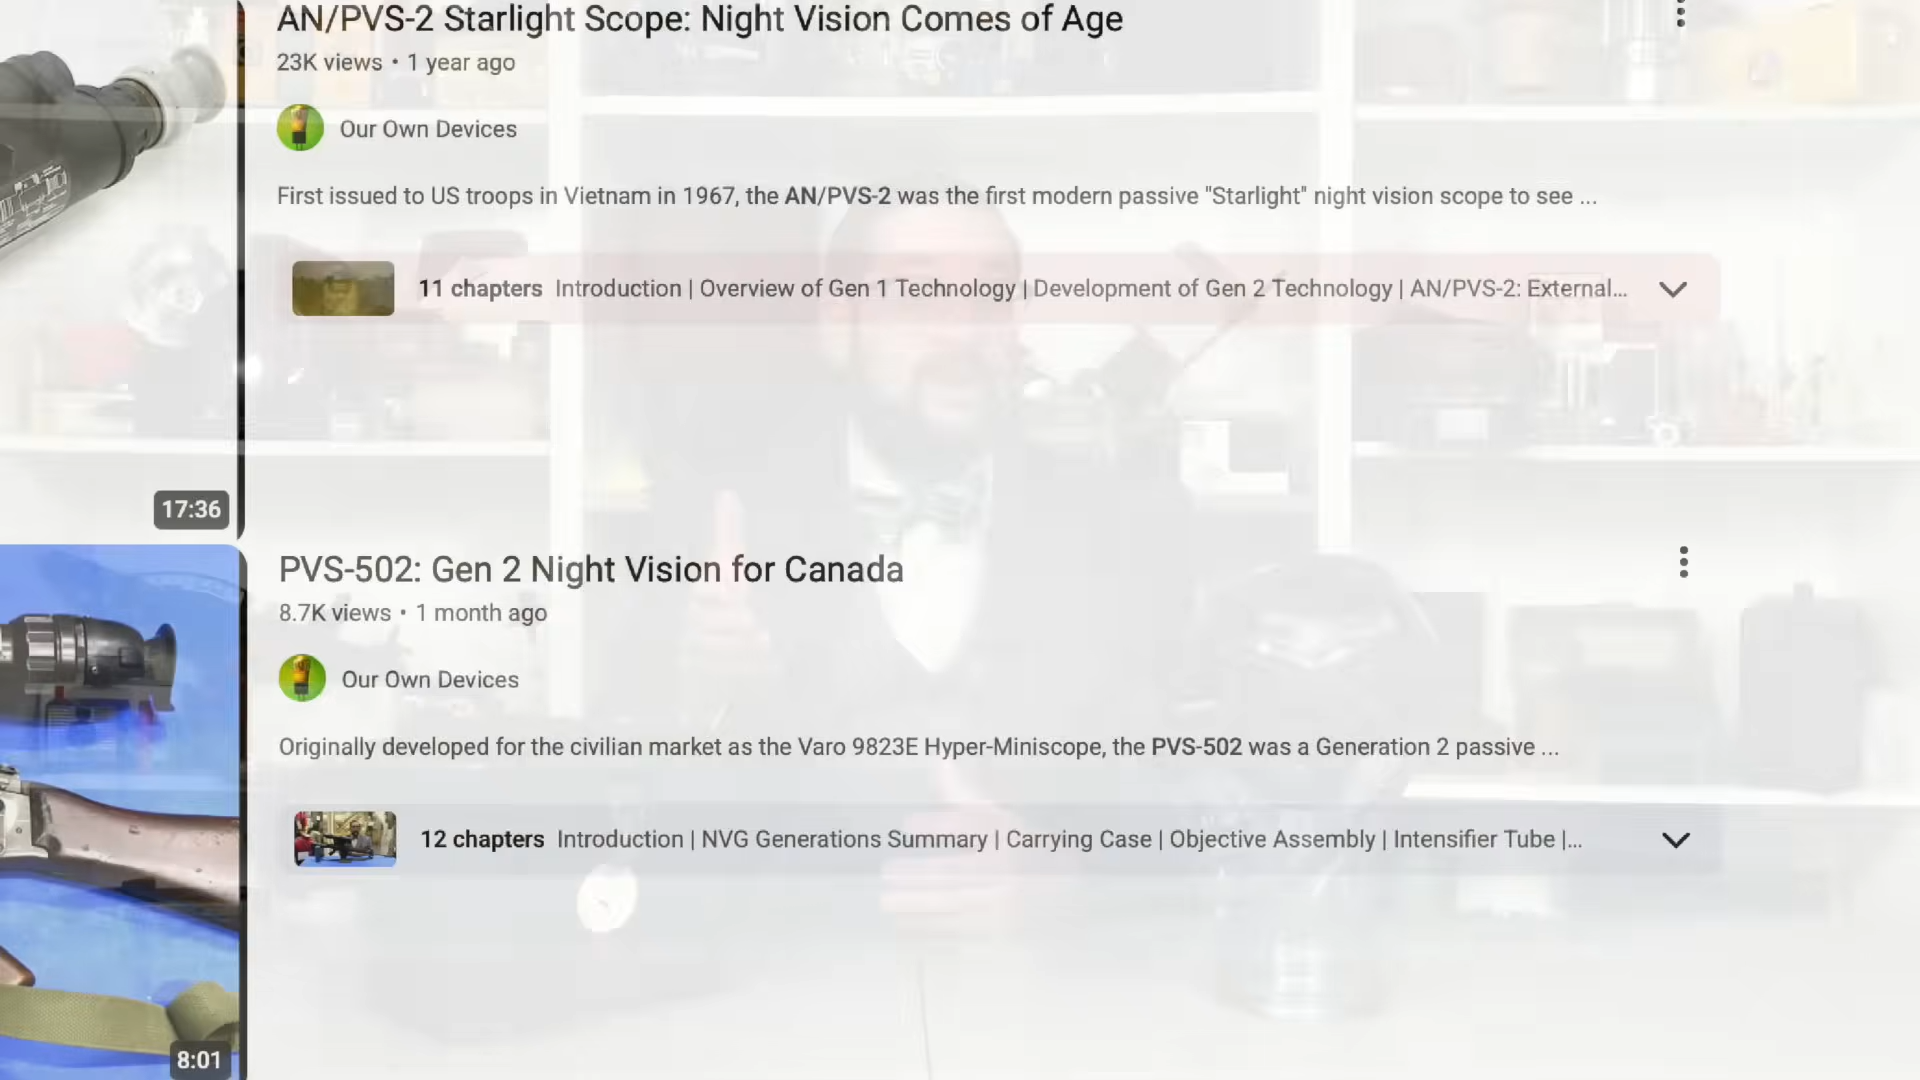 AN/PVS-2 Starlight Scope: Night Vision Comes of Age
23K views • 1 year ago
Our Own Devices
First issued to US troops in Vietnam in 1967, the AN/PVS-2 was the first modern passive "Starlight" night vision scope to see ...
11 chapters Introduction | Overview of Gen 1 Technology | Development of Gen 2 Technology | AN/PVS-2: External...
17:36
PVS-502: Gen 2 Night Vision for Canada
8.7K views • 1 month ago
Our Own Devices
Originally developed for the civilian market as the Varo 9823E Hyper-Miniscope, the PVS-502 was a Generation 2 passive ...
12 chapters Introduction | NVG Generations Summary | Carrying Case | Objective Assembly | Intensifier Tube |...
8:01